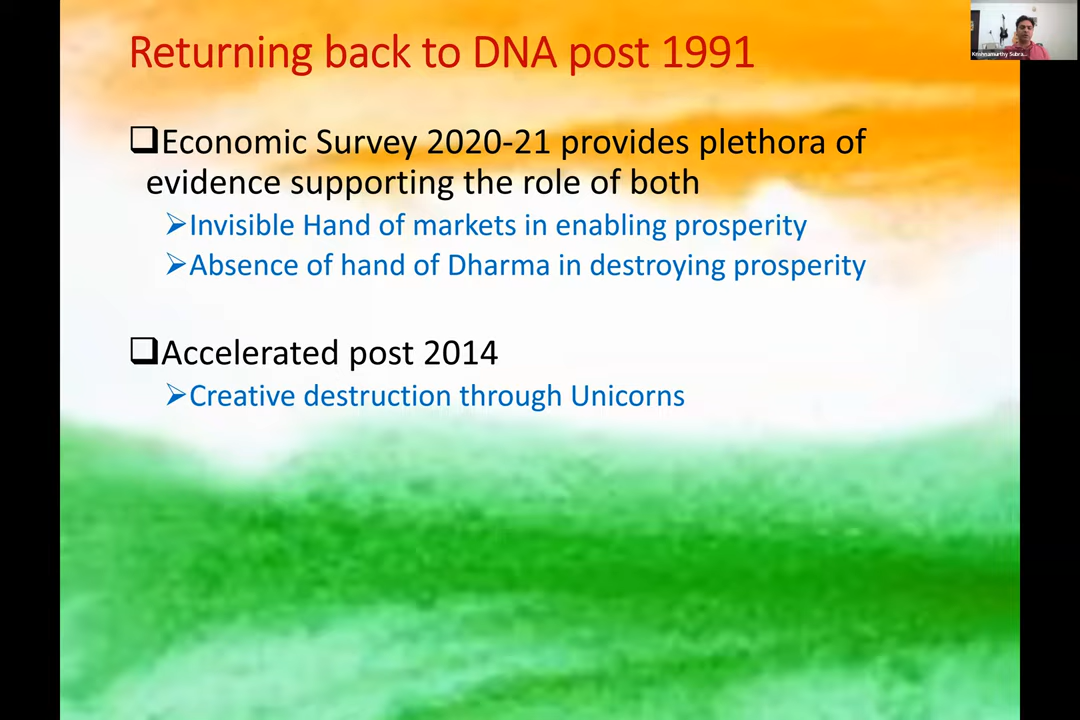 Returning back to DNA post 1991
Krishnamurthy Subra...
❑Economic Survey 2020-21 provides plethora of
evidence supporting the role of both
➢Invisible Hand of markets in enabling prosperity
➢Absence of hand of Dharma in destroying prosperity
❑Accelerated post 2014
➢Creative destruction through Unicorns